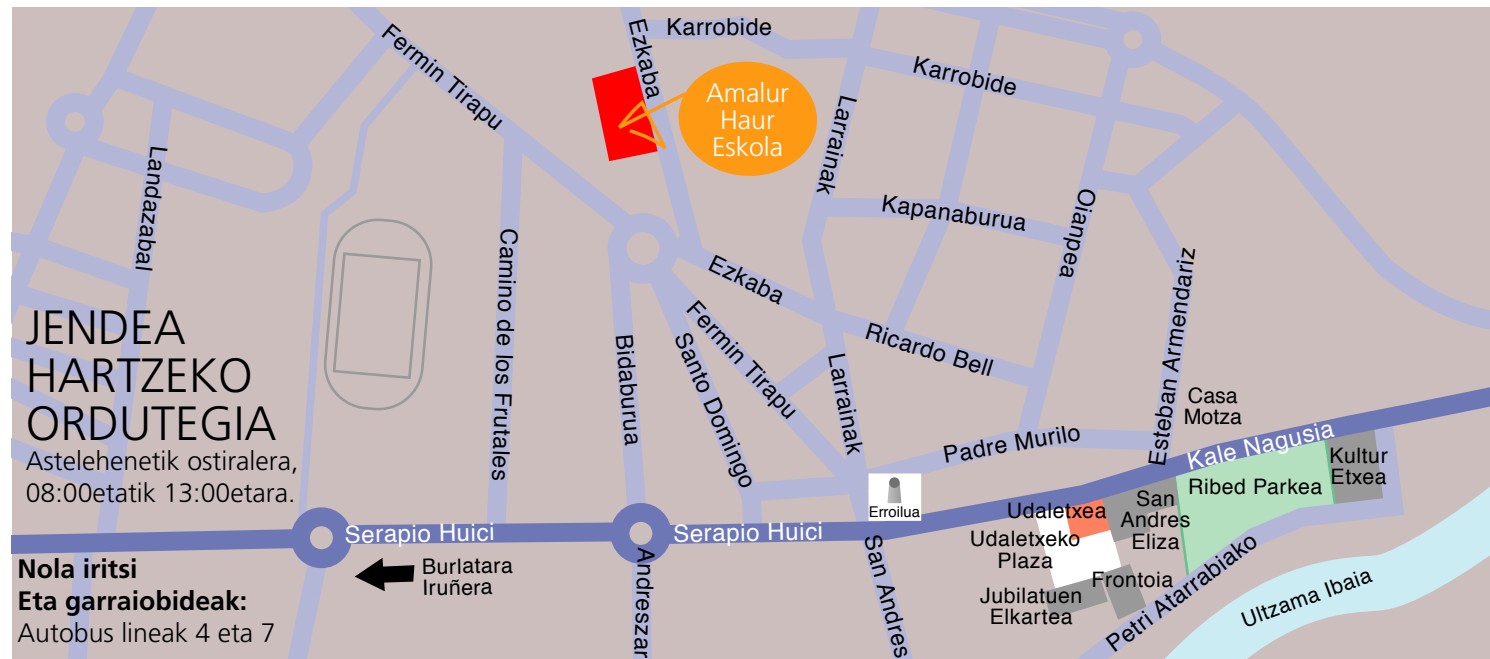 Karrobide
Ezkaba
Fermin Tirapu
Karrobide
Amalur
Haur
Eskola
Larrainak
Landazabal
Kapanaburua
Oianpea
Camino de los Frutales
Ezkaba
Esteban Armendariz
JENDEA
HARTZEKO
ORDUTEGIA
Astelehenetik ostiralera,
08:00etatik 13:00etara.
Bidaburua
Santo Domingo
Fermin Tirapu
Ricardo Bell
Larrainak
Casa
Motza
Padre Murilo
Kale Nagusia
Kultur
Etxea
Ribed Parkea
Erroilua
Udaletxea
San
Andres
Eliza
Serapio Huici
Serapio Huici
Udaletxeko
Plaza
Nola iritsi
Eta garraiobideak:
Autobus lineak 4 eta 7
Burlatara
Iruñera
Andreszar
San Andres
Frontoia
Jubilatuen
Elkartea
Petri Atarrabiako
Ultzama Ibaia